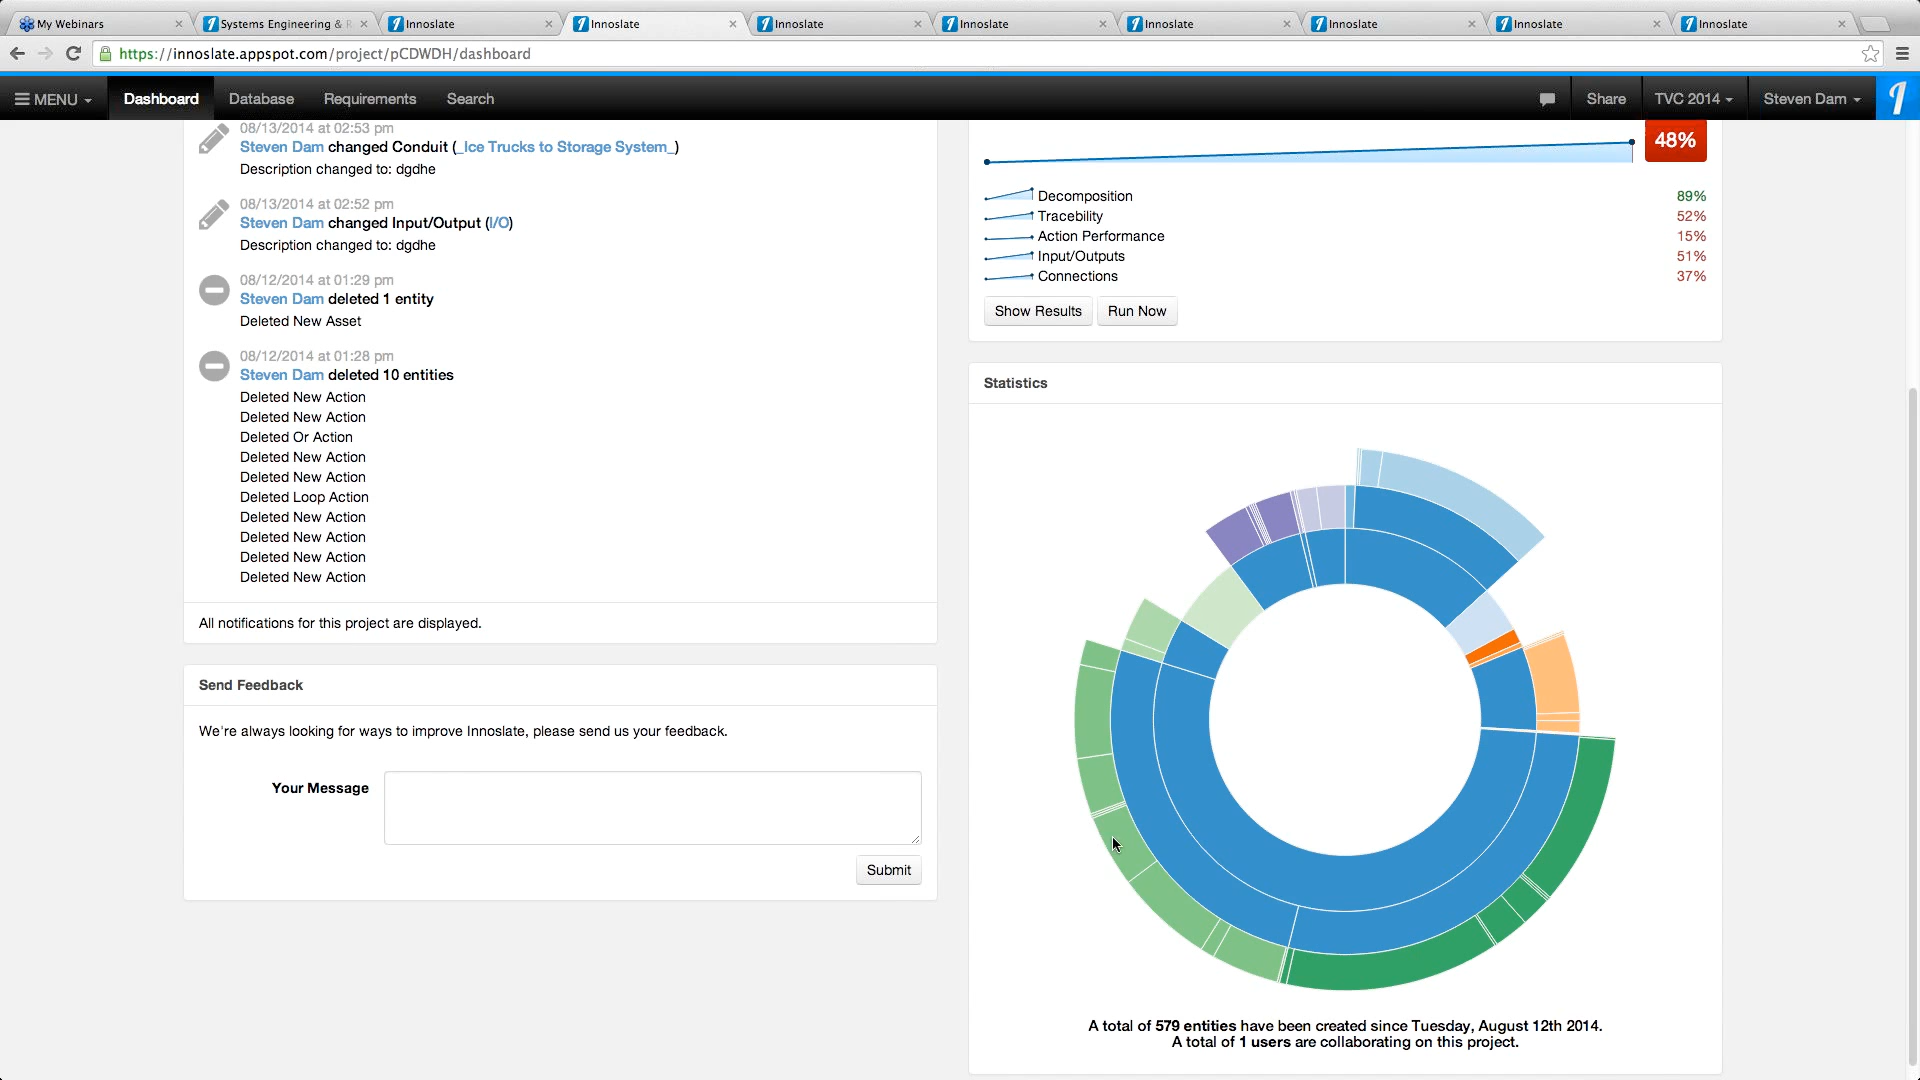 My Webinars
Systems Engineering & R
Innoslate
Innoslate
Innoslate
Innoslate
Innoslate
Innoslate
Innoslate
Innoslate
https://innoslate.appspot.com/project/pCDWDH/dashboard
MENU
Dashboard
Database
Requirements
Search
Share
TVC 2014
Steven Dam
08/13/2014 at 02:53 pm
Steven Dam changed Conduit (_Ice Trucks to Storage System_)
Description changed to: dgdhe
08/13/2014 at 02:52 pm
Steven Dam changed Input/Output (I/O)
Description changed to: dgdhe
08/12/2014 at 01:29 pm
Steven Dam deleted 1 entity
Deleted New Asset
08/12/2014 at 01:28 pm
Steven Dam deleted 10 entities
Deleted New Action
Deleted New Action
Deleted Or Action
Deleted New Action
Deleted New Action
Deleted Loop Action
Deleted New Action
Deleted New Action
Deleted New Action
Deleted New Action
All notifications for this project are displayed.
Send Feedback
We're always looking for ways to improve Innoslate, please send us your feedback.
Your Message
Submit
48%
Decomposition 89%
Tracebility 52%
Action Performance 15%
Input/Outputs 51%
Connections 37%
Show Results
Run Now
Statistics
A total of 579 entities have been created since Tuesday, August 12th 2014.
A total of 1 users are collaborating on this project.